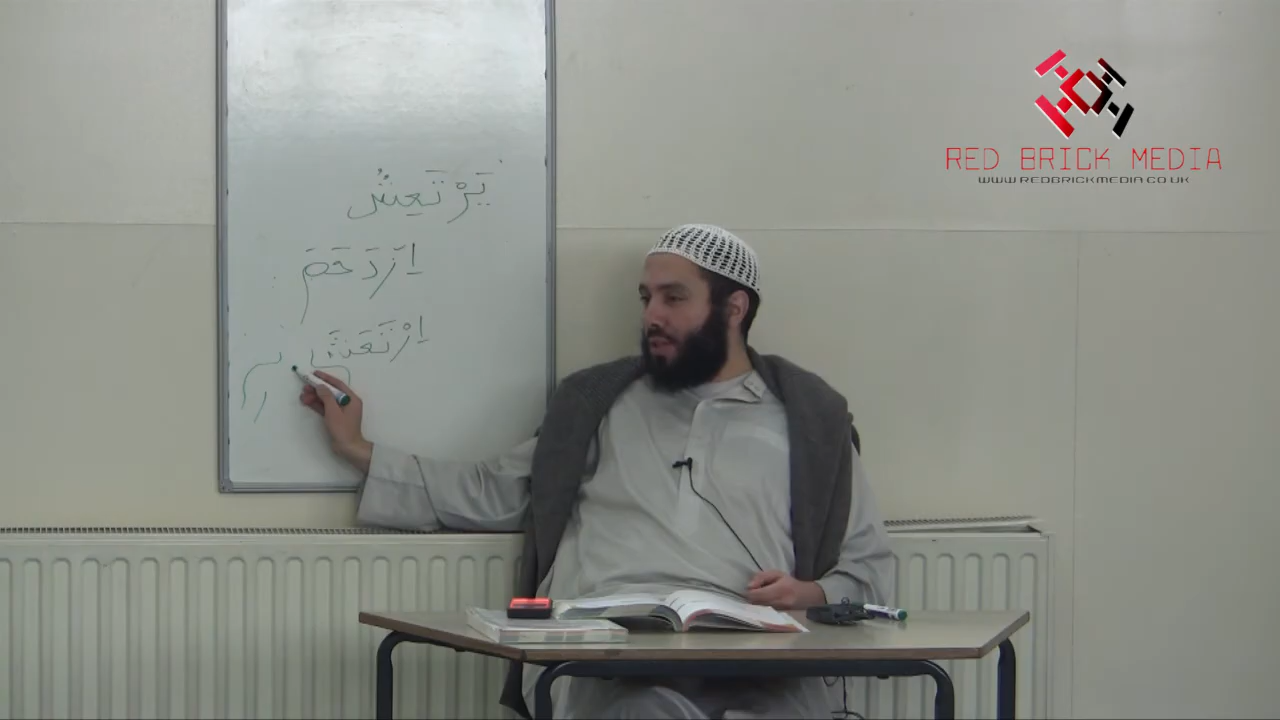 RED BRICK MEDIA
WWW.REDBRICKMEDIA.CO.UK
يَرْتَعِشُ
اِزْدَحَمَ
اِرْتَعَشَ